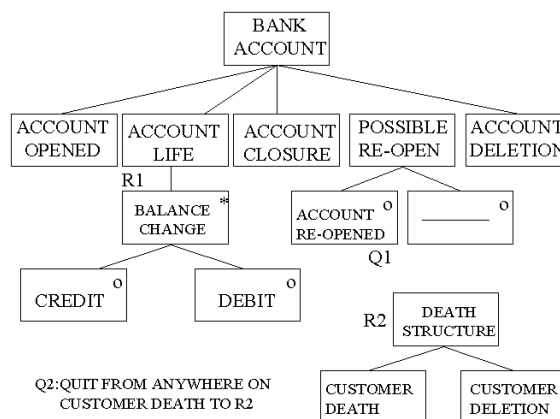 BANK
ACCOUNT
ACCOUNT
OPENED
ACCOUNT
LIFE
ACCOUNT
CLOSURE
POSSIBLE
RE-OPEN
ACCOUNT
DELETION
R1
BALANCE
CHANGE
*
ACCOUNT
RE-OPENED
o
o
Q1
CREDIT
o
DEBIT
o
R2
DEATH
STRUCTURE
Q2:QUIT FROM ANYWHERE ON
CUSTOMER DEATH TO R2
CUSTOMER
DEATH
CUSTOMER
DELETION